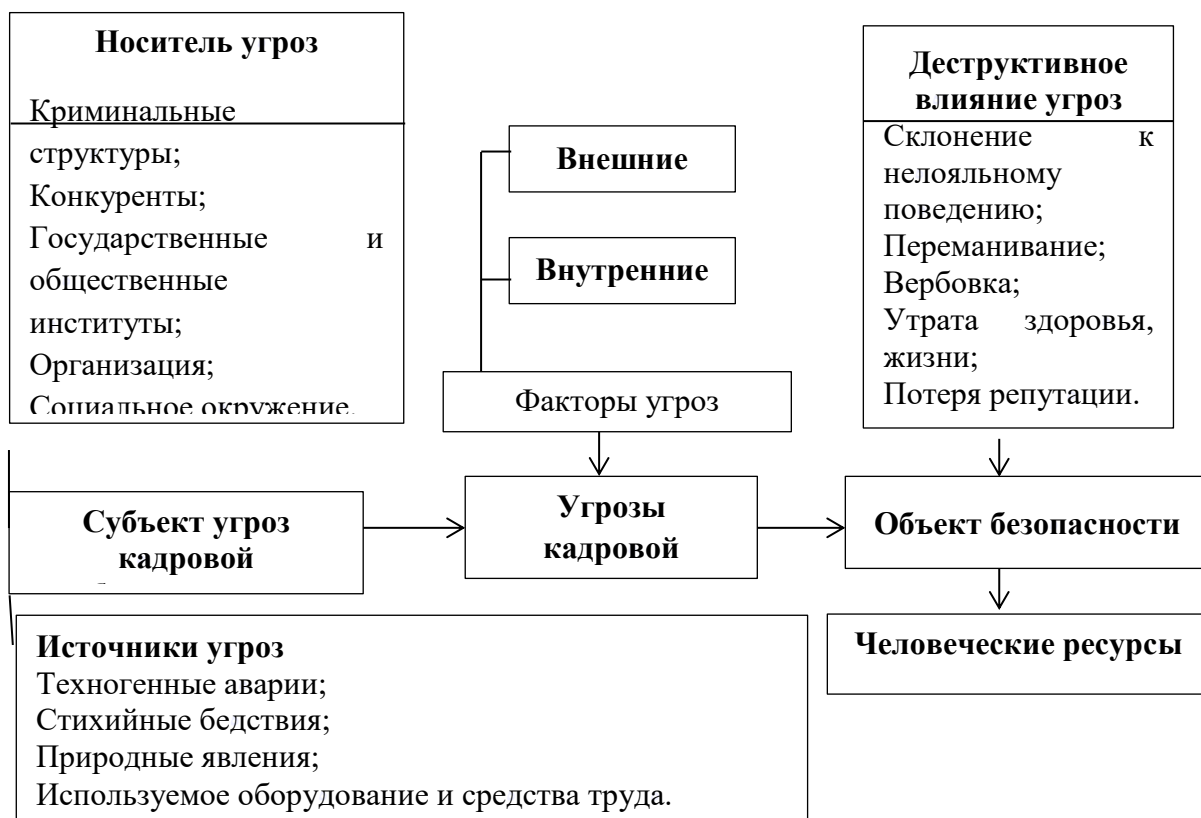 Носитель угроз
Криминальные
структуры;
Конкуренты;
Государственные и
общественные
институты;
Организация;
Социальное окружение.
Внешние
Внутренние
Факторы угроз
Деструктивное
влияние угроз
Склонение к
нелояльному
поведению;
Переманивание;
Вербовка;
Утрата здоровья,
жизни;
Потеря репутации.
Субъект угроз
кадровой
Угрозы
кадровой
Объект безопасности
Источники угроз
Техногенные аварии;
Стихийные бедствия;
Природные явления;
Используемое оборудование и средства труда.
Человеческие ресурсы